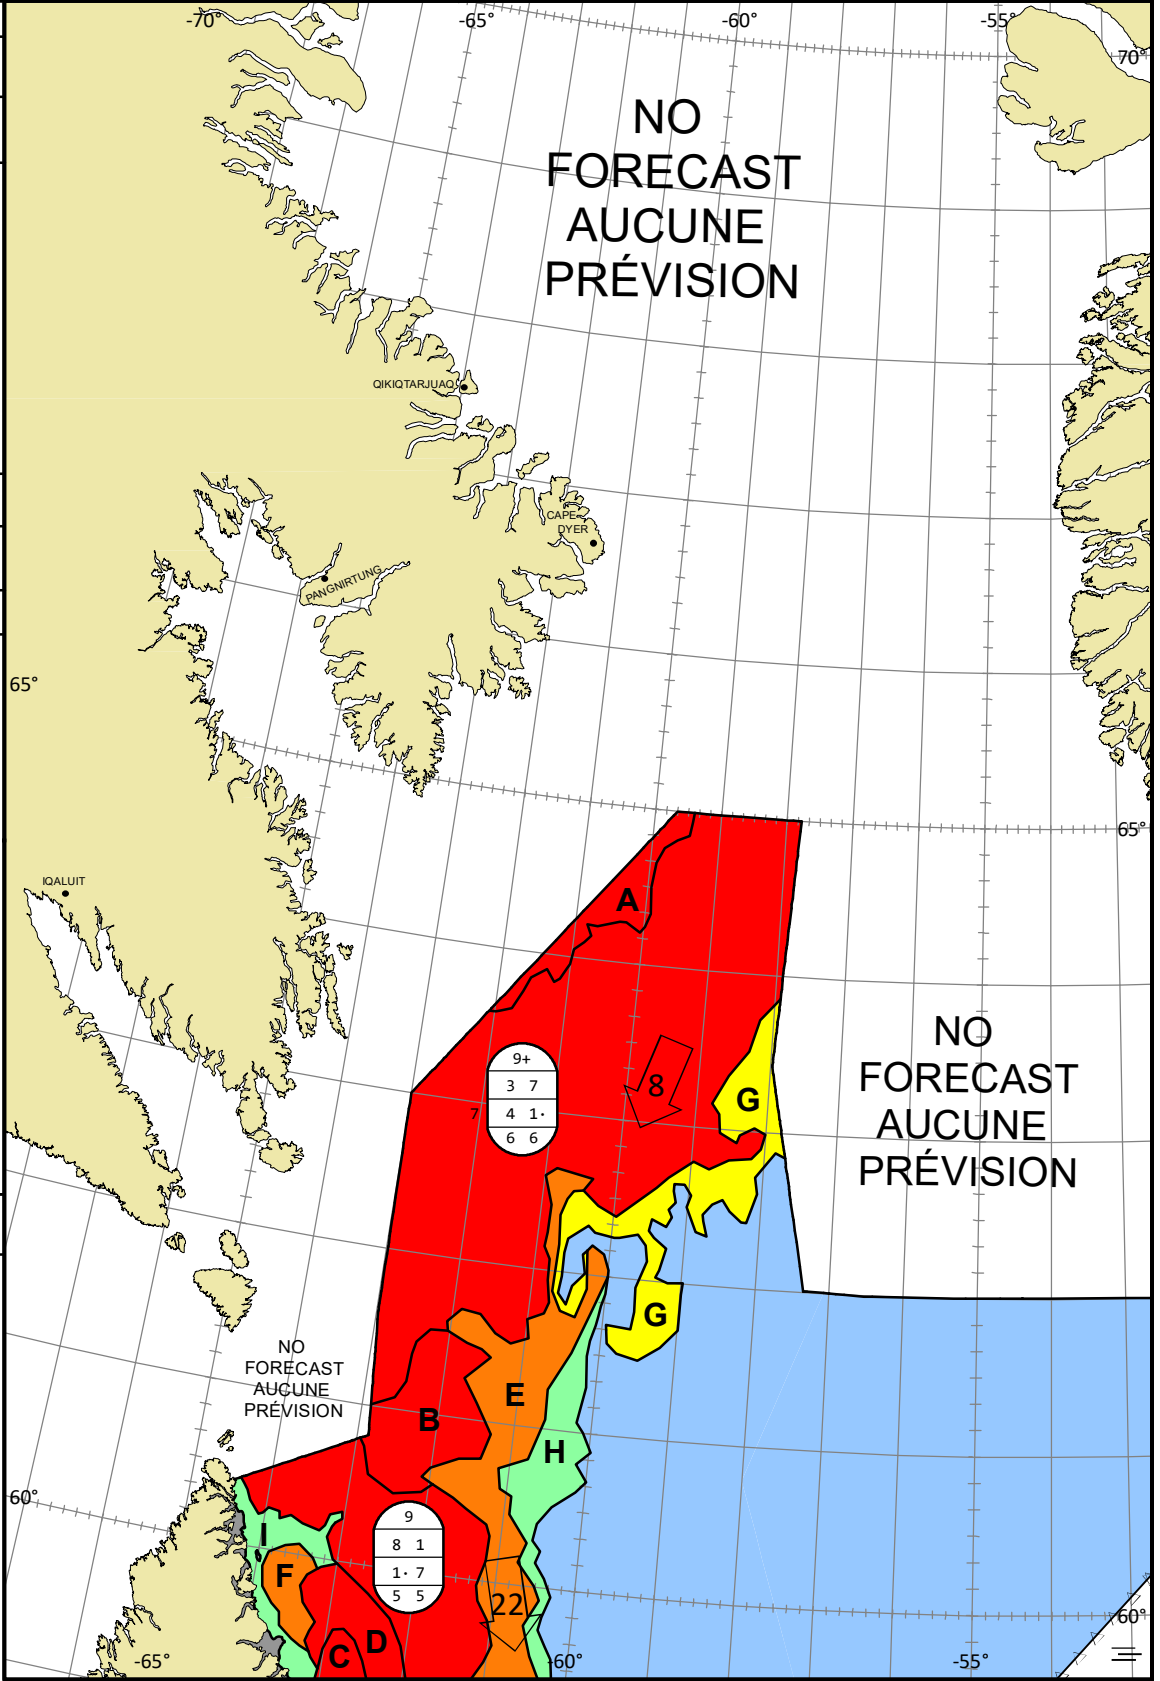 -70° -65° -60° -55°
70°
NO
FORECAST
AUCUNE
PRÉVISION
QIKIQTARJUAQ
CAPE
DYER
PANGNIRTUNG
65°
65°
IQALUIT
A
NO
FORECAST
AUCUNE
PRÉVISION
9+
3 7
7 4 1·
6 6
8
G
G
NO
FORECAST
AUCUNE
PRÉVISION
E
B
H
60°
9
8 1
1· 7
5 5
I
F
22
60°
D
C
-65° -60° -55°